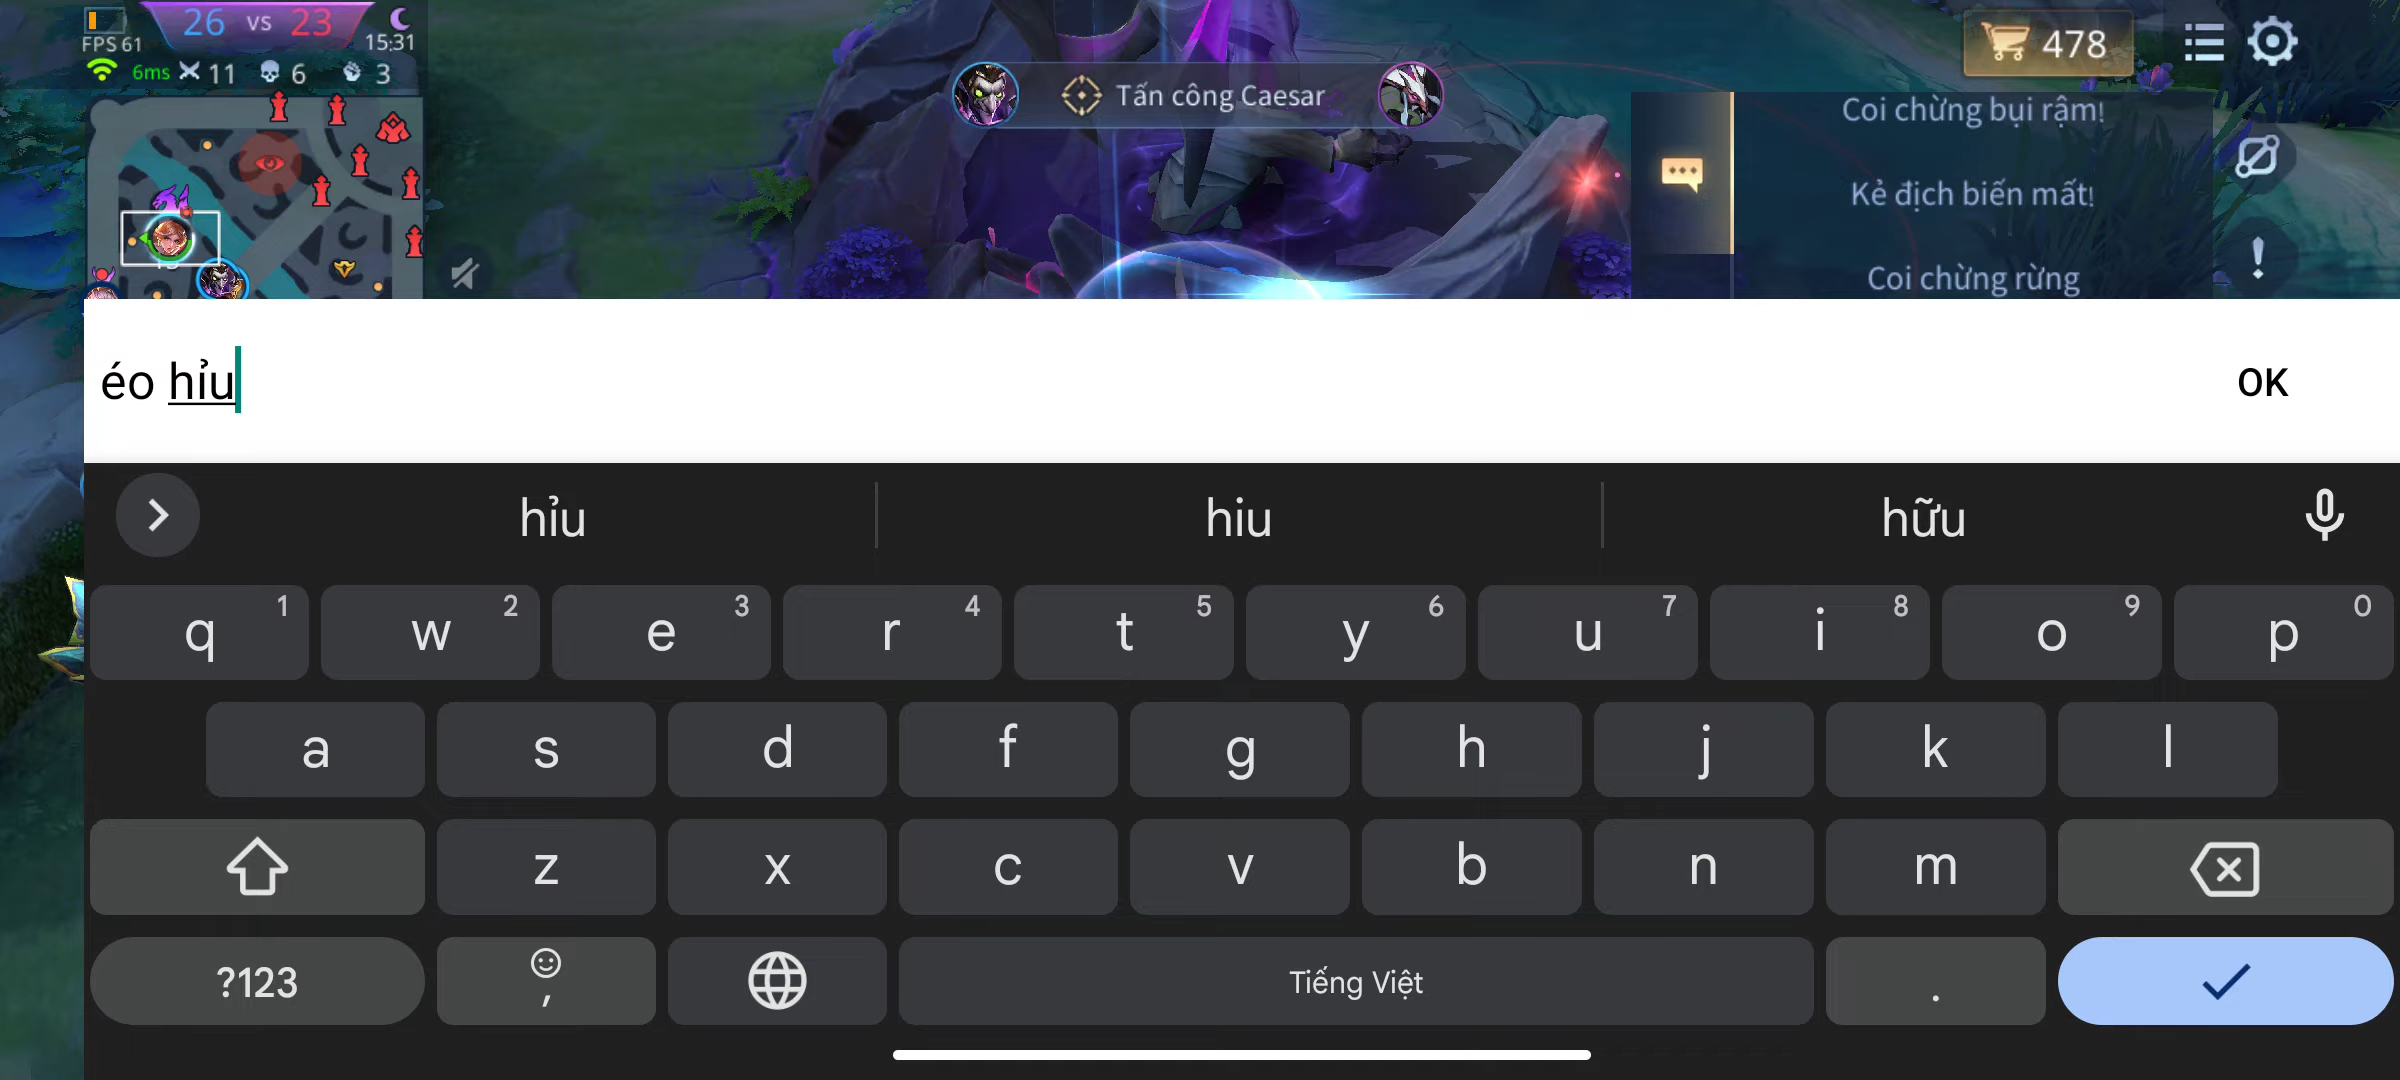 26 vs 23
FPS 61
15:31
6ms 11 6 3
Tấn công Caesar
478
Coi chừng bụi rậm!
Kẻ địch biến mất!
Coi chừng rừng
éo hỉu
OK
hỉu hiu hữu
q 1 w 2 e 3 r 4 t 5 y 6 u 7 i 8 o 9 p 0
a s d f g h j k l
z x c v b n m
?123 , Tiếng Việt .